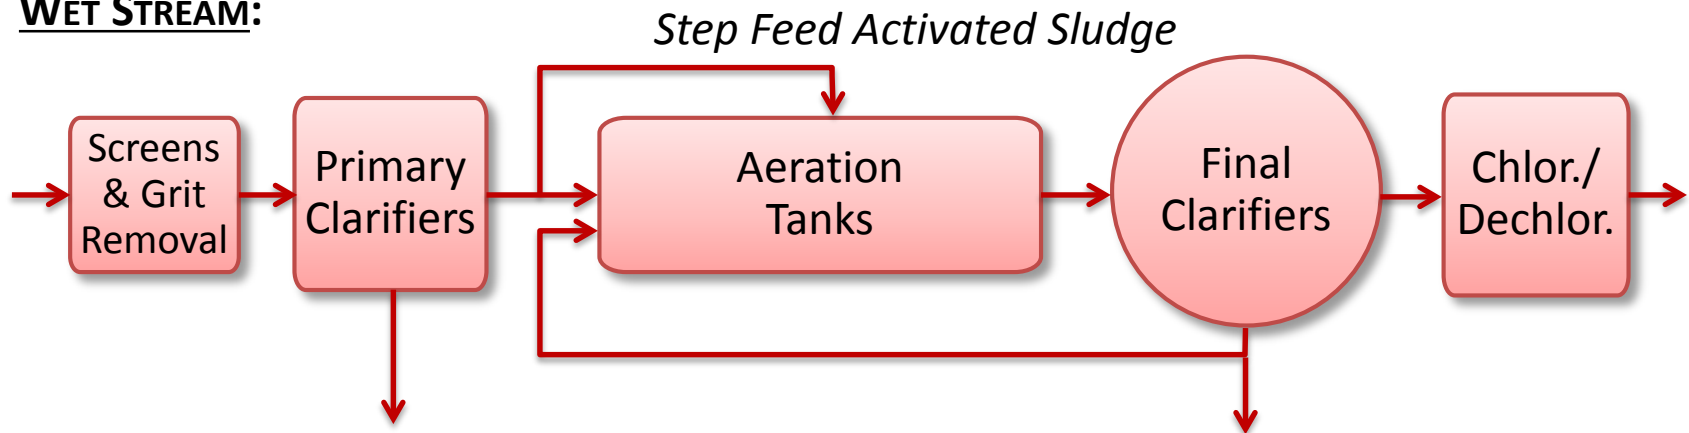 WET STREAM:
Step Feed Activated Sludge
Screens
& Grit
Removal
Primary
Clarifiers
Aeration
Tanks
Final
Clarifiers
Chlor./
Dechlor.